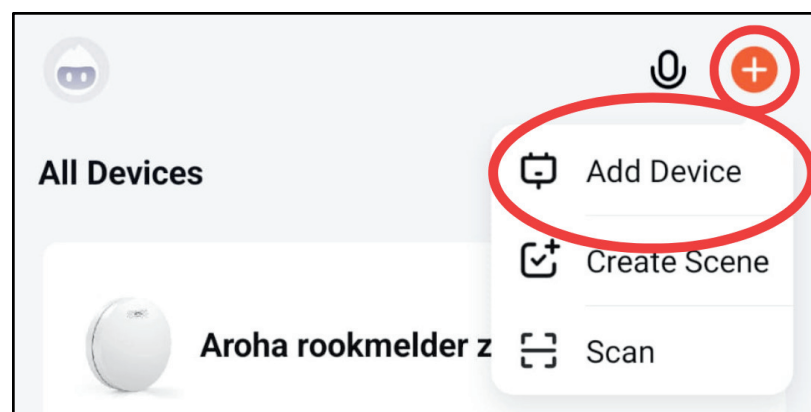 All Devices
Add Device
Create Scene
Aroha rookmelder z
Scan